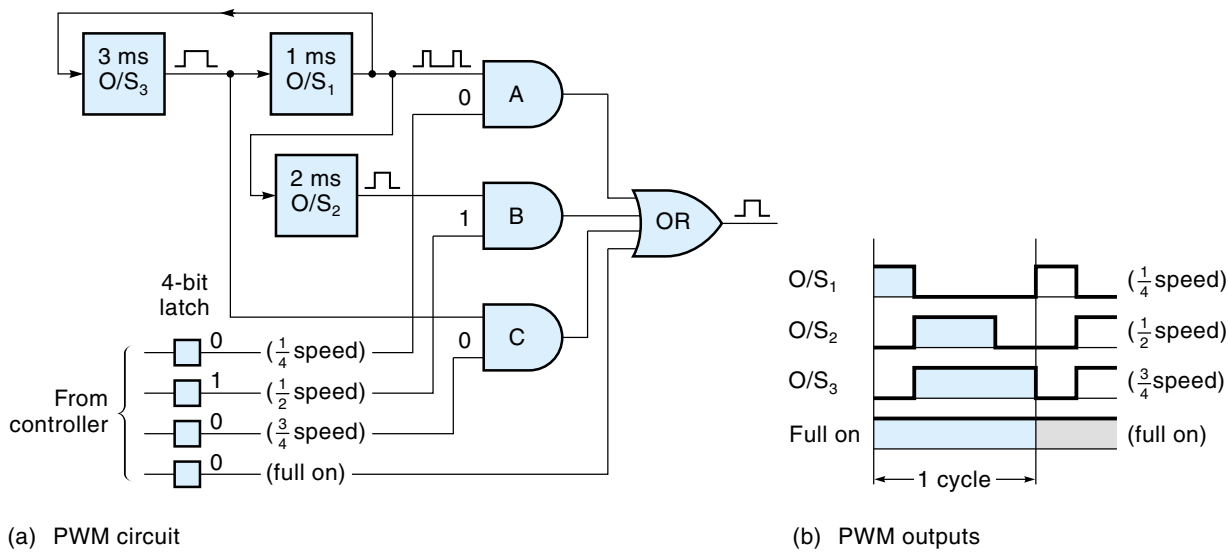 3 ms
O/S₃
1 ms
O/S₁
0
A
2 ms
O/S₂
1
B
OR
4-bit
latch
0
C
From
controller
0
(1/4 speed)
1
(1/2 speed)
0
(3/4 speed)
0
(full on)
(a) PWM circuit
O/S₁
(1/4 speed)
O/S₂
(1/2 speed)
O/S₃
(3/4 speed)
Full on
(full on)
1 cycle
(b) PWM outputs